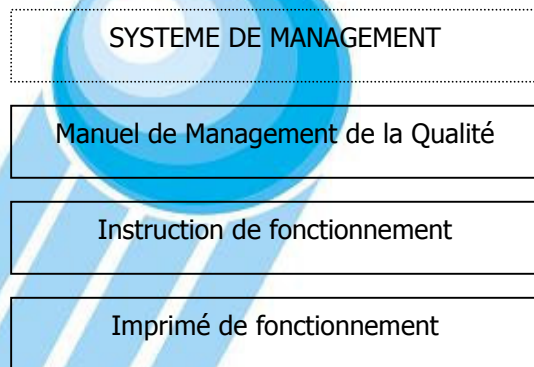 SYSTEME DE MANAGEMENT
Manuel de Management de la Qualité
Instruction de fonctionnement
Imprimé de fonctionnement